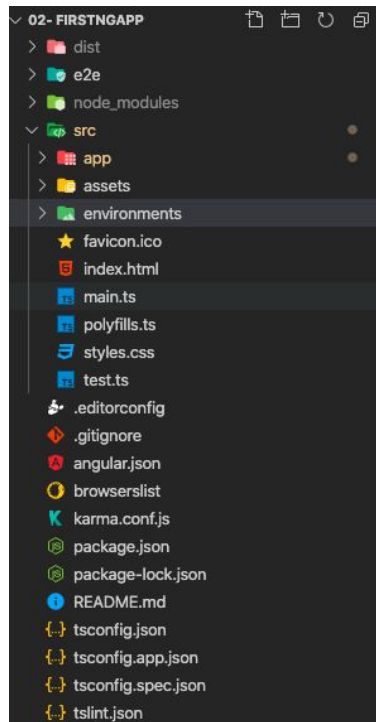 02- FIRSTNGAPP
dist
e2e
node_modules
src
app
assets
environments
favicon.ico
index.html
main.ts
polyfills.ts
styles.css
test.ts
.editorconfig
.gitignore
angular.json
browserslist
karma.conf.js
package.json
package-lock.json
README.md
tsconfig.json
tsconfig.app.json
tsconfig.spec.json
tslint.json